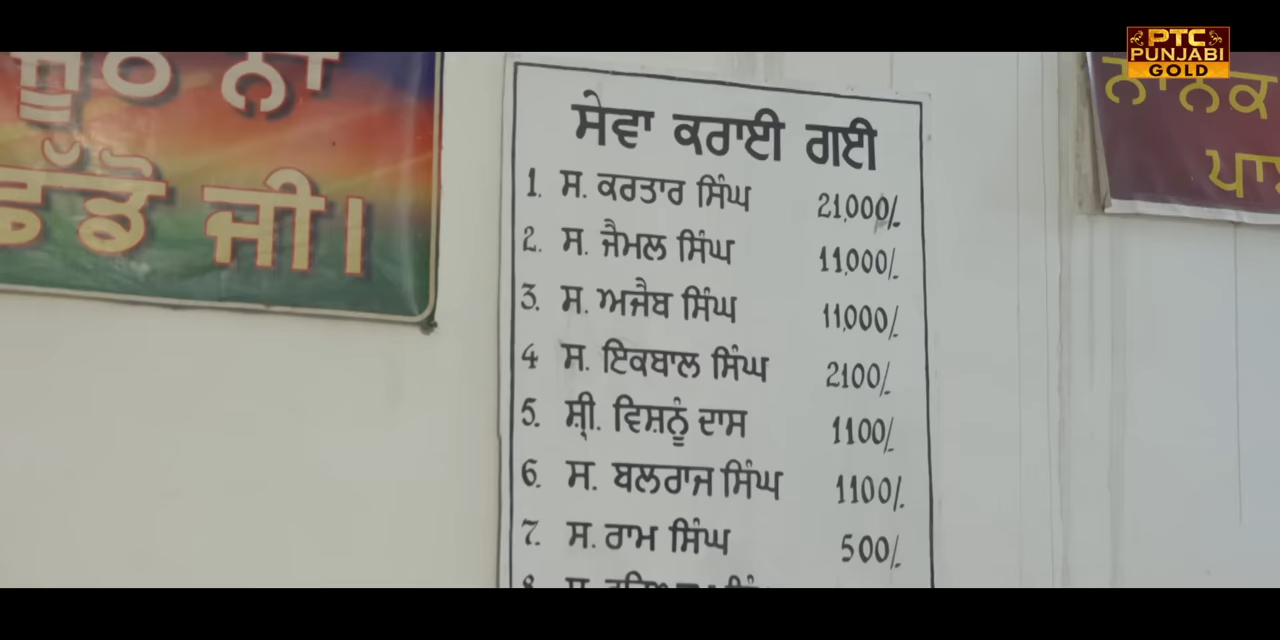 PTC
PUNJABI
GOLD
ਜੂਠ ਨਾ
ਛੱਡੋ ਜੀ।
ਸੇਵਾ ਕਰਾਈ ਗਈ
1. ਸ. ਕਰਤਾਰ ਸਿੰਘ 21,000/-
2. ਸ. ਜੈਮਲ ਸਿੰਘ 11,000/-
3. ਸ. ਅਜੈਬ ਸਿੰਘ 11,000/-
4 ਸ. ਇਕਬਾਲ ਸਿੰਘ 2100/-
5. ਸ਼੍ਰੀ. ਵਿਸ਼ਨੂੰ ਦਾਸ 1100/-
6. ਸ. ਬਲਰਾਜ ਸਿੰਘ 1100/-
7. ਸ. ਰਾਮ ਸਿੰਘ 500/-
ਨਾਨਕ